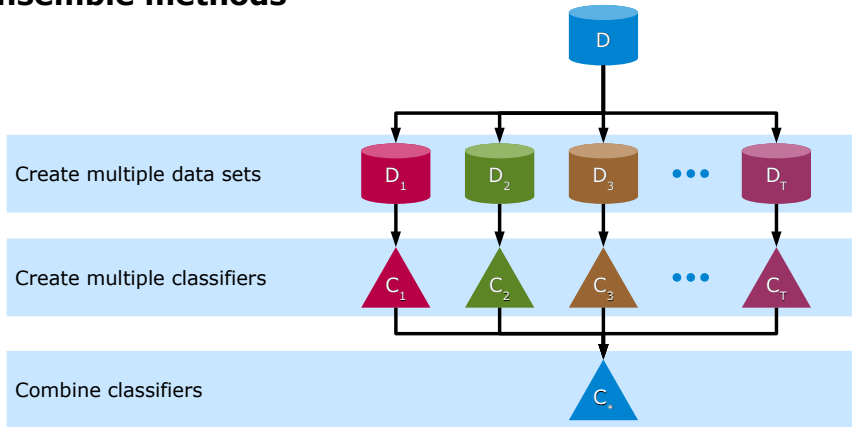 nsemble methods
D
Create multiple data sets
D1 D2 D3 ••• DT
Create multiple classifiers
C1 C2 C3 ••• CT
Combine classifiers
C*